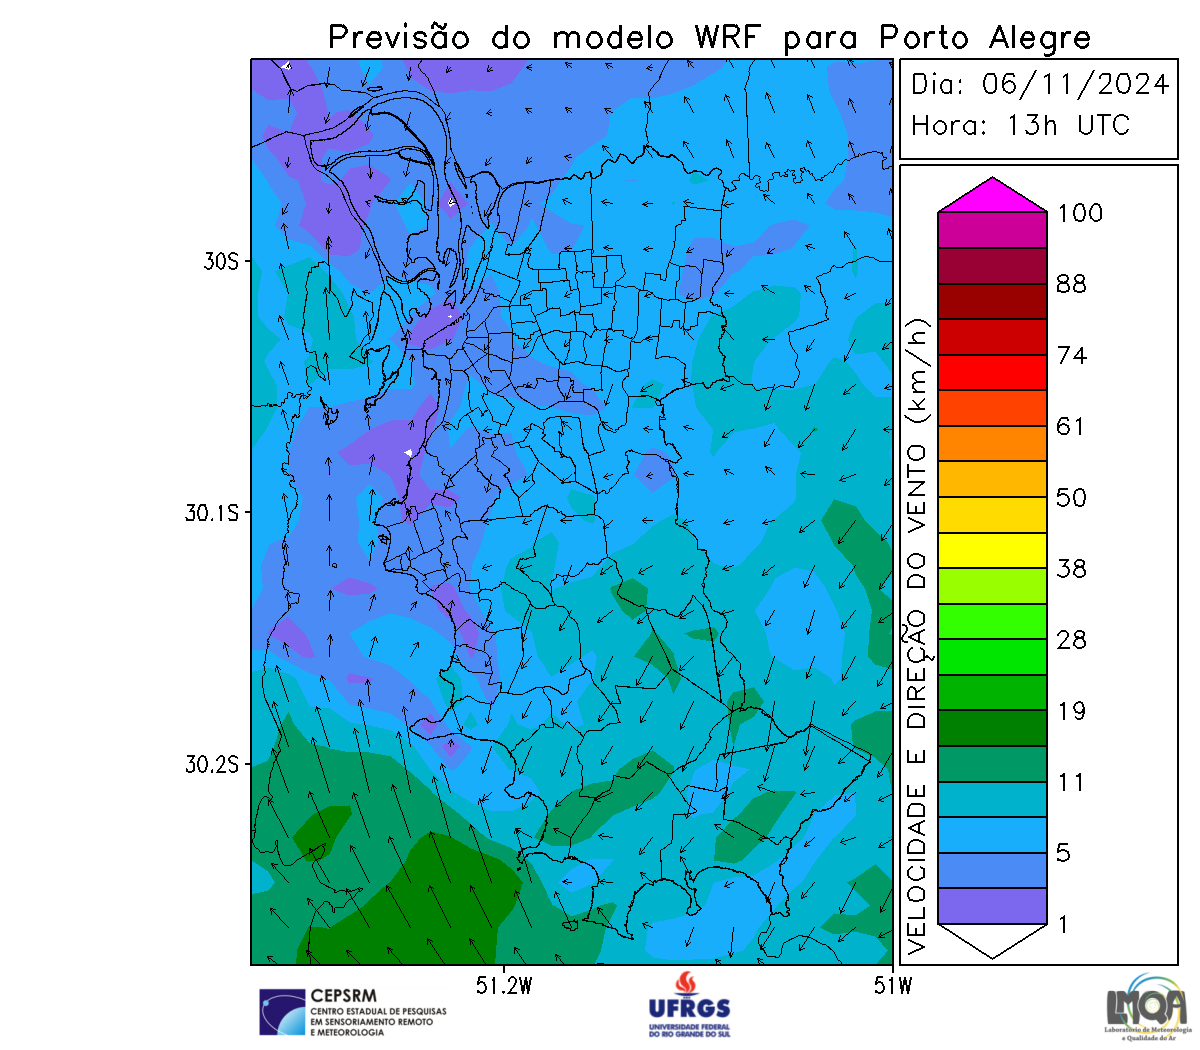 Previsão do modelo WRF para Porto Alegre
Dia: 06/11/2024
Hora: 13h UTC
30S
30.1S
30.2S
51.2W
51W
VELOCIDADE E DIREÇÃO DO VENTO (km/h)
100
88
74
61
50
38
28
19
11
5
1
CEPSRM
CENTRO ESTADUAL DE PESQUISAS
EM SENSORIAMENTO REMOTO
E METEOROLOGIA
UFRGS
UNIVERSIDADE FEDERAL
DO RIO GRANDE DO SUL
LMQA
Laboratório de Meteorologia
e Qualidade do Ar